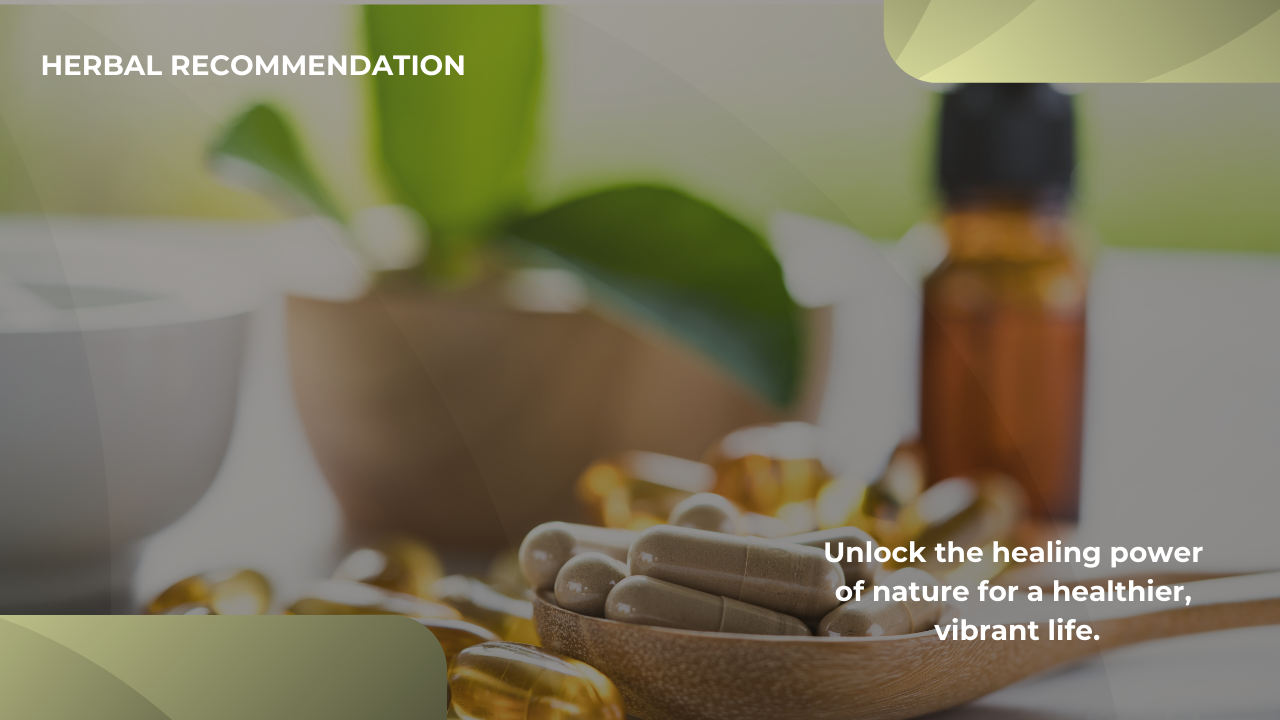 HERBAL RECOMMENDATION
Unlock the healing power
of nature for a healthier,
vibrant life.